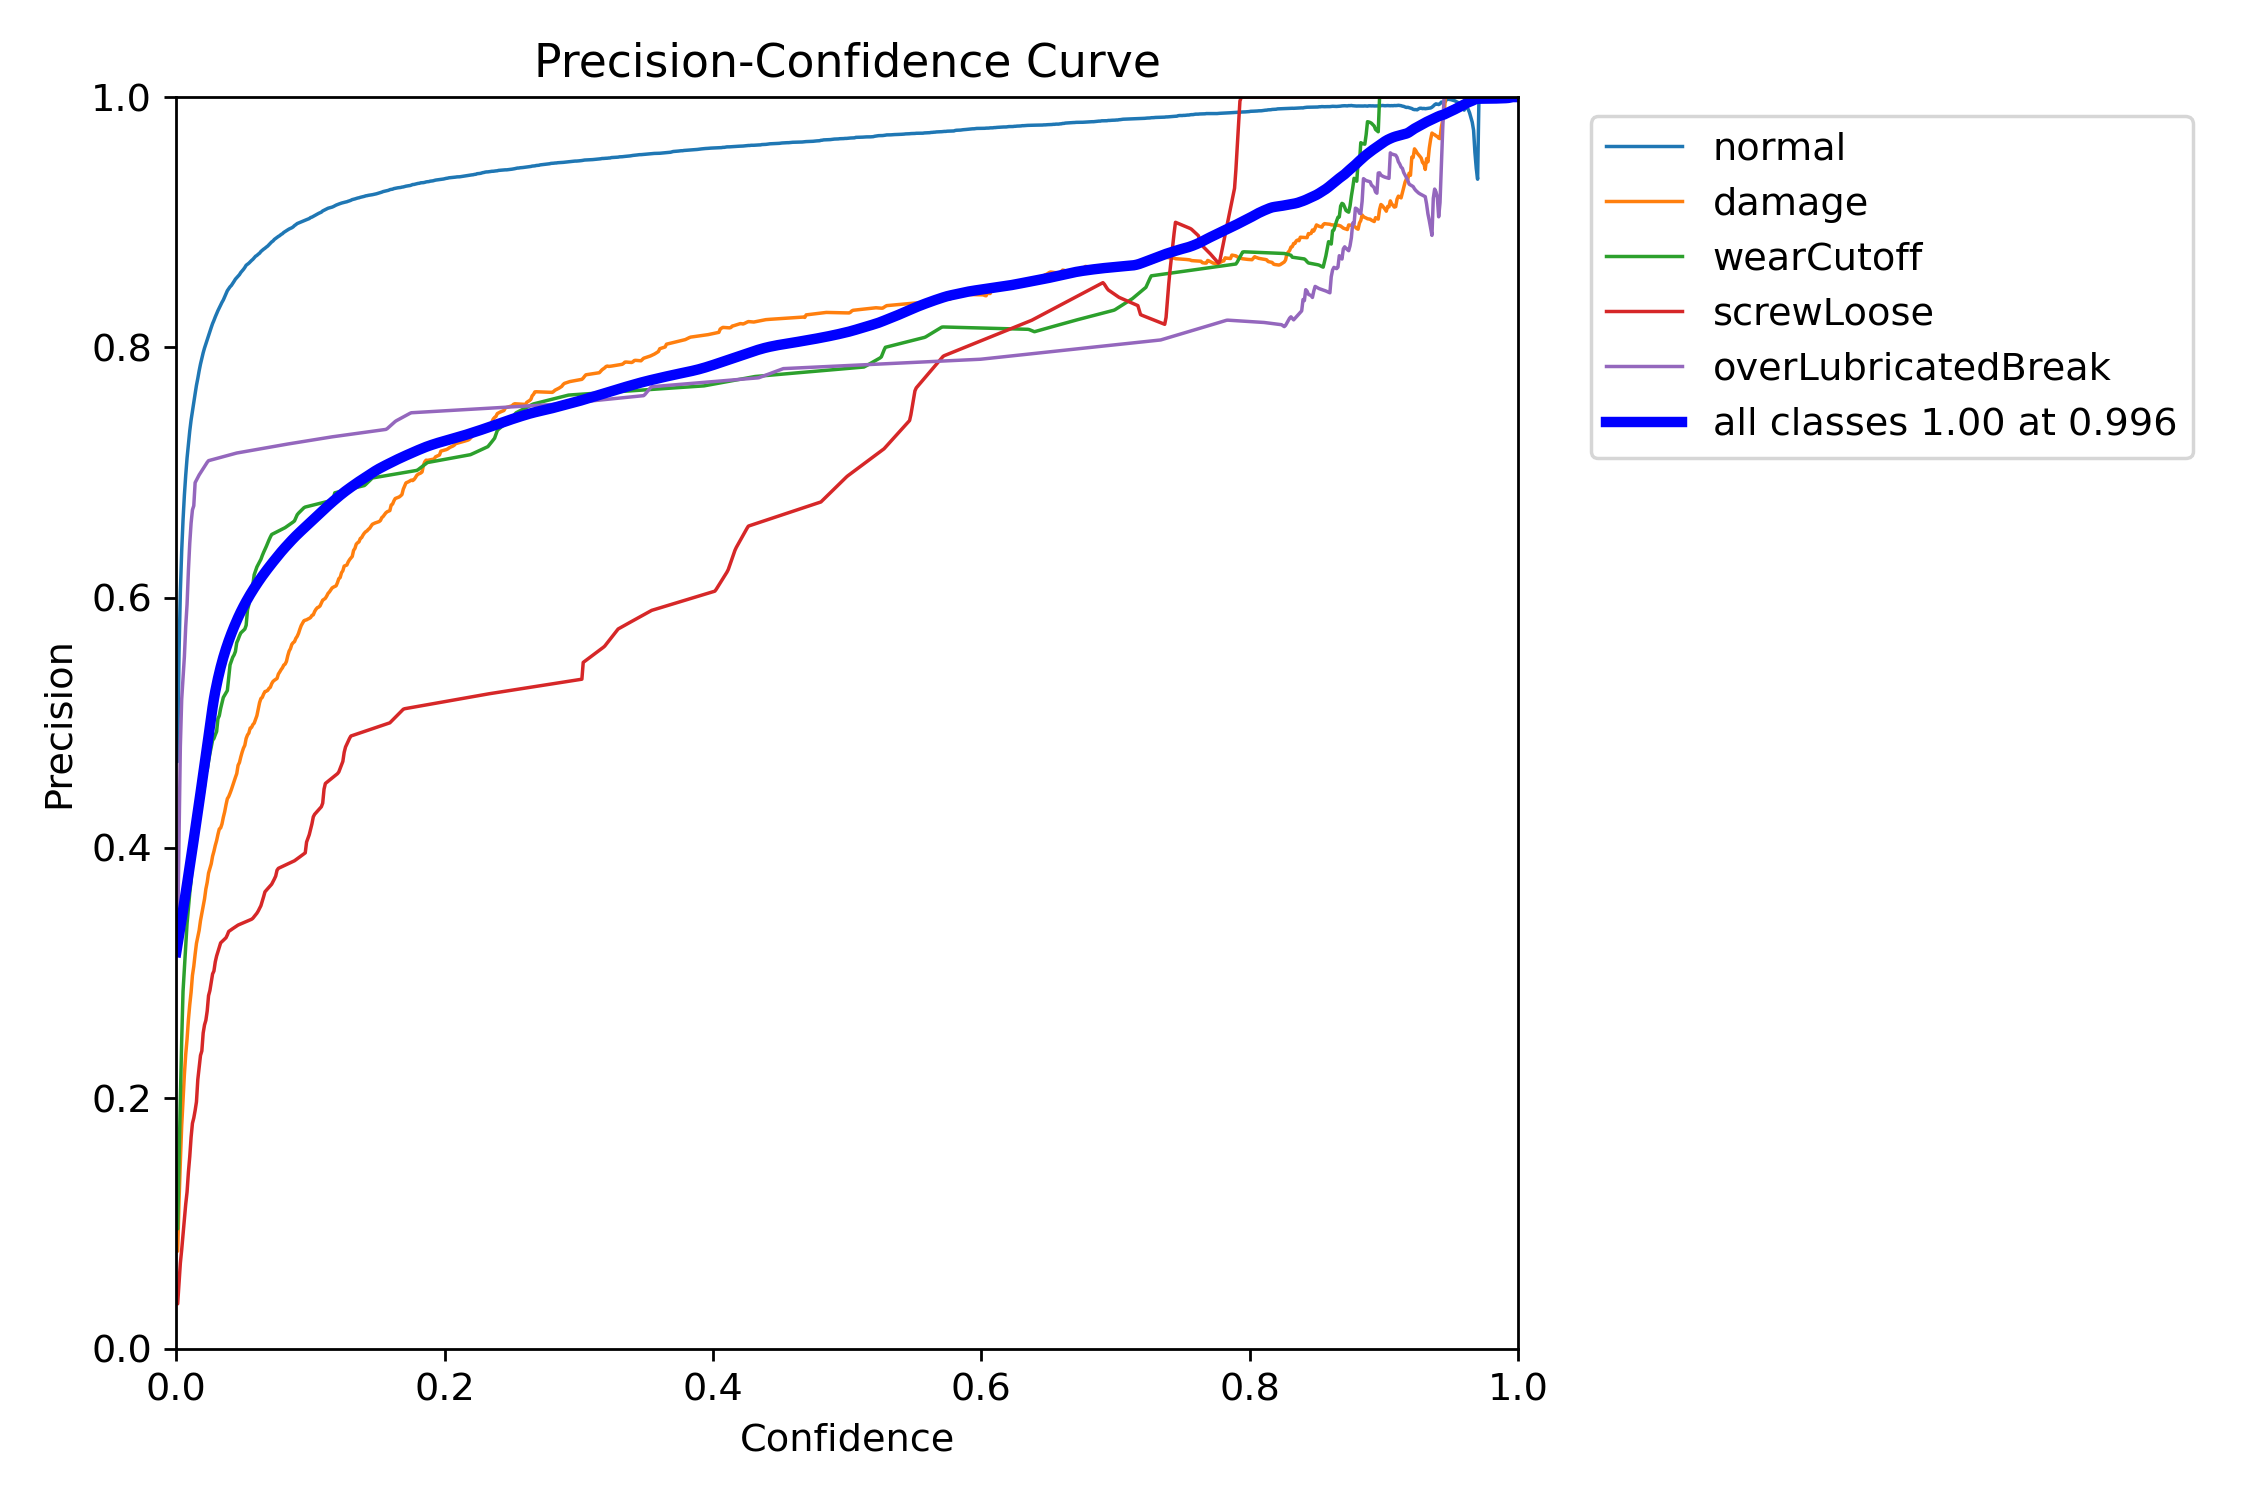 Precision-Confidence Curve
1.0
0.8
0.6
0.4
0.2
0.0
Precision
0.0 0.2 0.4 0.6 0.8 1.0
Confidence
normal
damage
wearCutoff
screwLoose
overLubricatedBreak
all classes 1.00 at 0.996